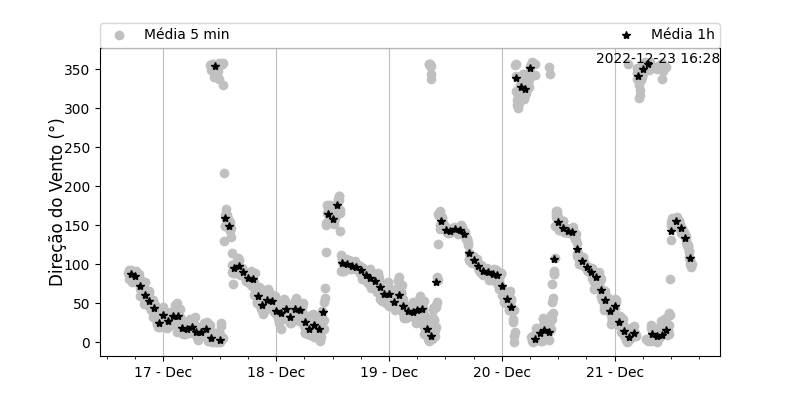 Média 5 min
Média 1h
2022-12-23 16:28
350
300
250
200
150
100
50
0
Direção do Vento (°)
17 - Dec
18 - Dec
19 - Dec
20 - Dec
21 - Dec